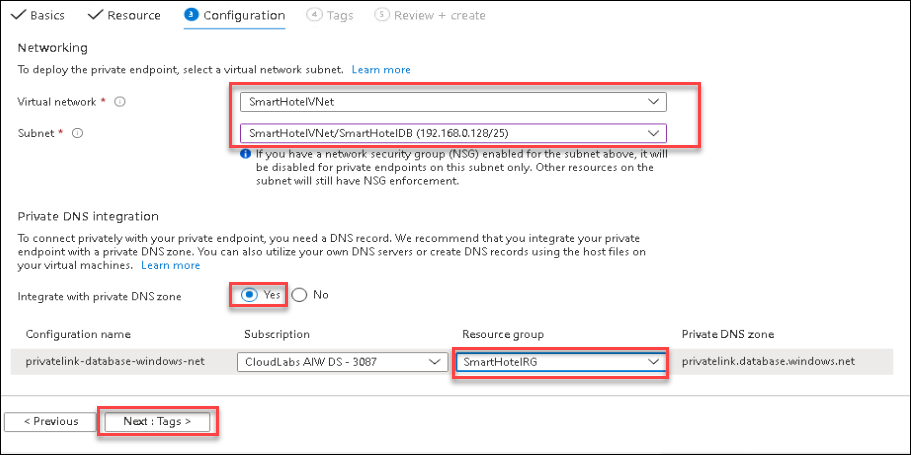 Basics Resource 3 Configuration 4 Tags 5 Review + create
Networking
To deploy the private endpoint, select a virtual network subnet. Learn more
Virtual network *
SmartHotelVNet
Subnet *
SmartHotelVNet/SmartHotelDB (192.168.0.128/25)
If you have a network security group (NSG) enabled for the subnet above, it will
be disabled for private endpoints on this subnet only. Other resources on the
subnet will still have NSG enforcement.
Private DNS integration
To connect privately with your private endpoint, you need a DNS record. We recommend that you integrate your private
endpoint with a private DNS zone. You can also utilize your own DNS servers or create DNS records using the host files on
your virtual machines. Learn more
Integrate with private DNS zone Yes No
Configuration name Subscription Resource group Private DNS zone
privatelink-database-windows-net CloudLabs AIW DS - 3087 SmartHotelRG privatelink.database.windows.net
< Previous Next : Tags >